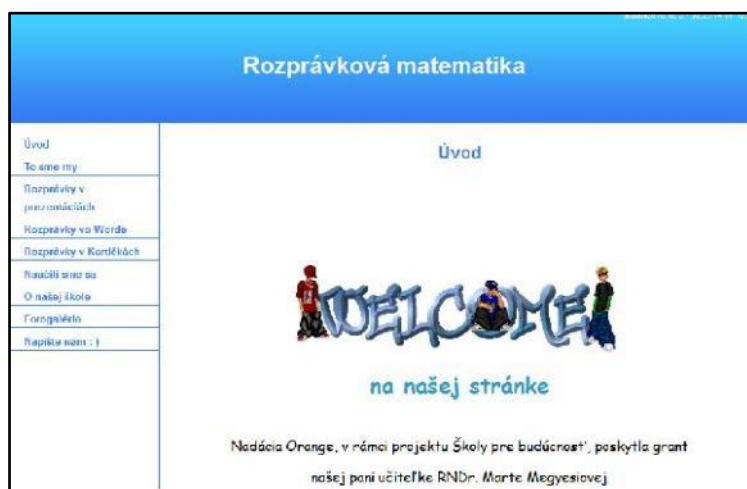 Rozprávková matematika
Úvod
To sme my
Rozprávky v
prezentáciách
Rozprávky vo Worde
Rozprávky v Kartičkách
Naučili sme sa
O našej škole
Fotogaléria
Napíšte nám : )
Úvod
WELCOME!
na našej stránke
Nadácia Orange, v rámci projektu Školy pre budúcnosť, poskytla grant
našej pani učiteľke RNDr. Marte Megyesiovej